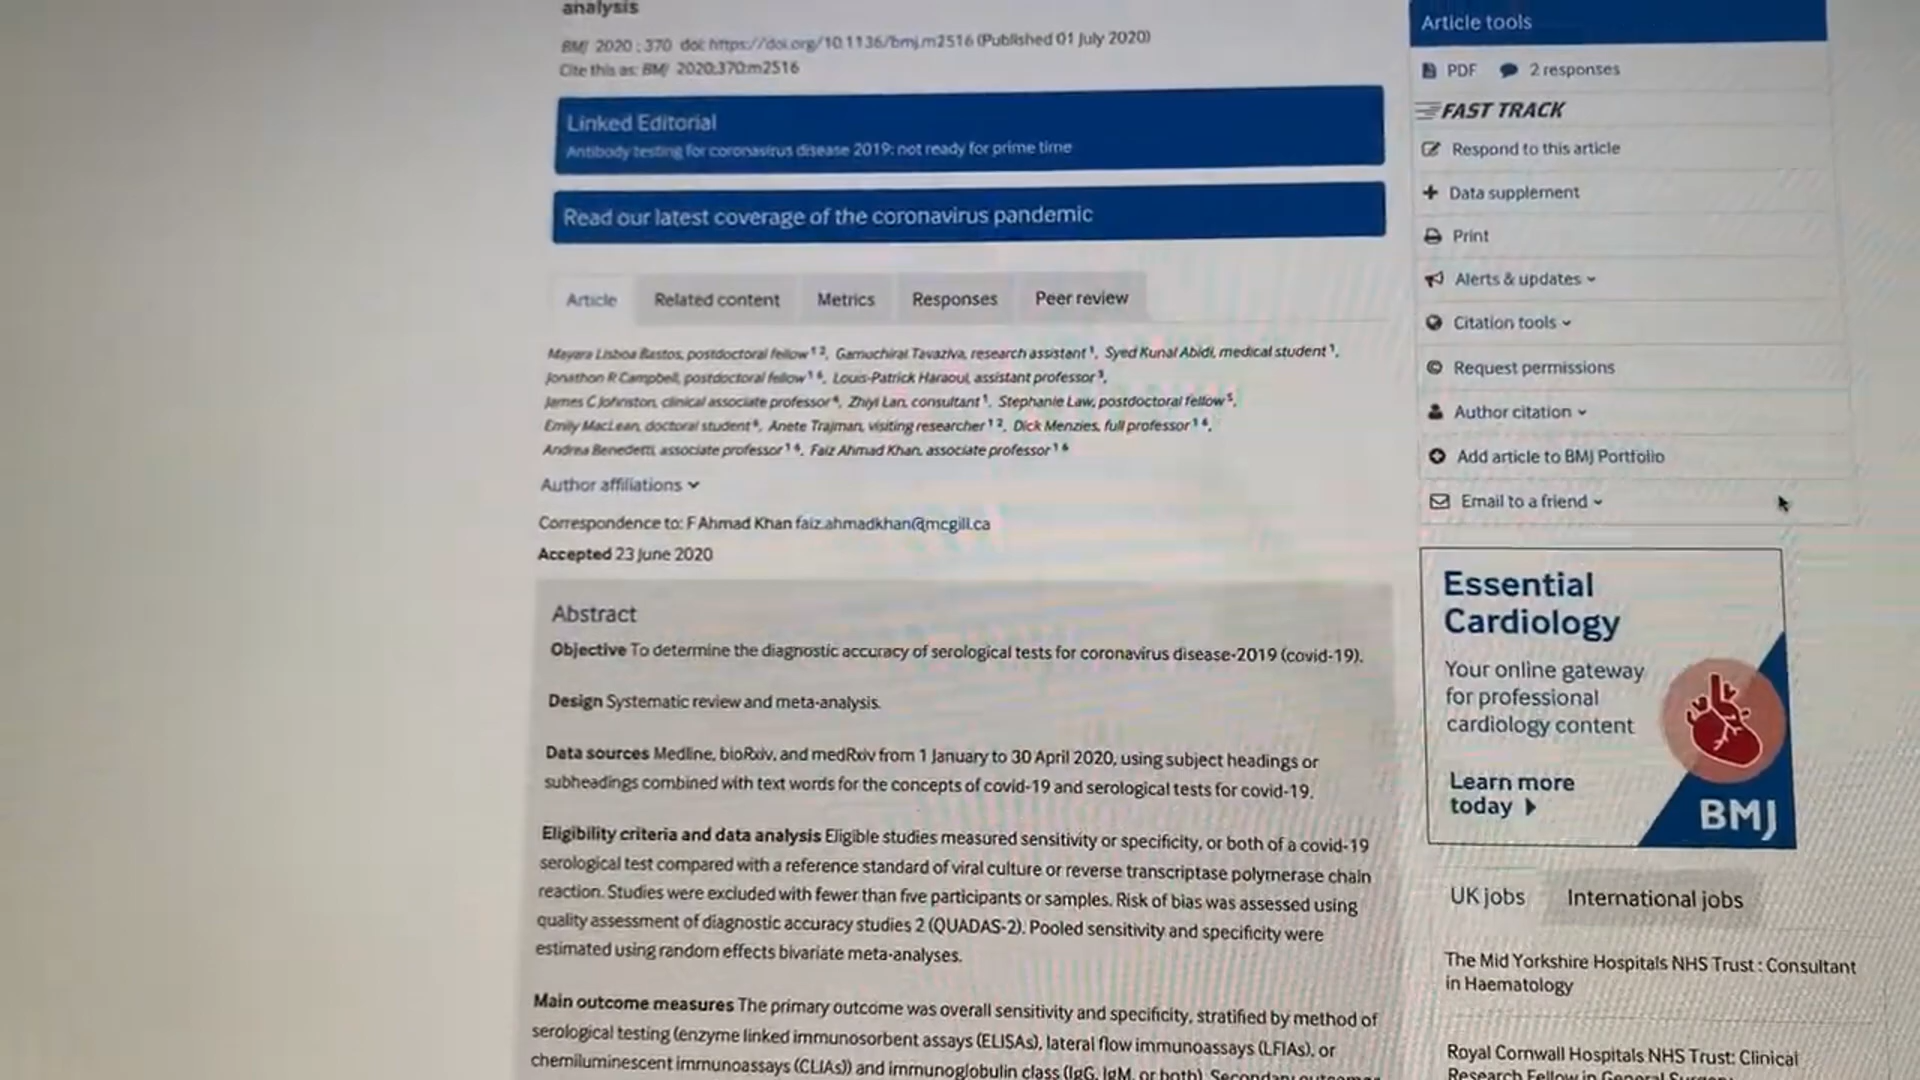 analysis
BMJ 2020 ; 370 doi: https://doi.org/10.1136/bmj.m2516 (Published 01 July 2020)
Cite this as: BMJ 2020;370:m2516
Linked Editorial
Antibody testing for coronavirus disease 2019: not ready for prime time
Read our latest coverage of the coronavirus pandemic
Article Related content Metrics Responses Peer review
Mayara Lisboa Bastos, postdoctoral fellow 1 2, Gamuchirai Tavaziva, research assistant 1, Syed Kunal Abidi, medical student 1,
Jonathon R Campbell, postdoctoral fellow 1 6, Louis-Patrick Haraoui, assistant professor 3,
James C Johnston, clinical associate professor 4, Zhiyi Lan, consultant 1, Stephanie Law, postdoctoral fellow 5,
Emily MacLean, doctoral student 6, Anete Trajman, visiting researcher 1 2, Dick Menzies, full professor 1 6,
Andrea Benedetti, associate professor 1 6, Faiz Ahmad Khan, associate professor 1 6
Author affiliations
Correspondence to: F Ahmad Khan faiz.ahmadkhan@mcgill.ca
Accepted 23 June 2020
Abstract
Objective To determine the diagnostic accuracy of serological tests for coronavirus disease-2019 (covid-19).
Design Systematic review and meta-analysis.
Data sources Medline, bioRxiv, and medRxiv from 1 January to 30 April 2020, using subject headings or
subheadings combined with text words for the concepts of covid-19 and serological tests for covid-19.
Eligibility criteria and data analysis Eligible studies measured sensitivity or specificity, or both of a covid-19
serological test compared with a reference standard of viral culture or reverse transcriptase polymerase chain
reaction. Studies were excluded with fewer than five participants or samples. Risk of bias was assessed using
quality assessment of diagnostic accuracy studies 2 (QUADAS-2). Pooled sensitivity and specificity were
estimated using random effects bivariate meta-analyses.
Main outcome measures The primary outcome was overall sensitivity and specificity, stratified by method of
serological testing (enzyme linked immunosorbent assays (ELISAs), lateral flow immunoassays (LFIAs), or
chemiluminescent immunoassays (CLIAs)) and immunoglobulin class (IgG, IgM, or both). Secondary outcomes
Article tools
PDF 2 responses
FAST TRACK
Respond to this article
Data supplement
Print
Alerts & updates
Citation tools
Request permissions
Author citation
Add article to BMJ Portfolio
Email to a friend
Essential
Cardiology
Your online gateway
for professional
cardiology content
Learn more
today
BMJ
UK jobs International jobs
The Mid Yorkshire Hospitals NHS Trust : Consultant
in Haematology
Royal Cornwall Hospitals NHS Trust: Clinical
Research Fellow in General Surgery